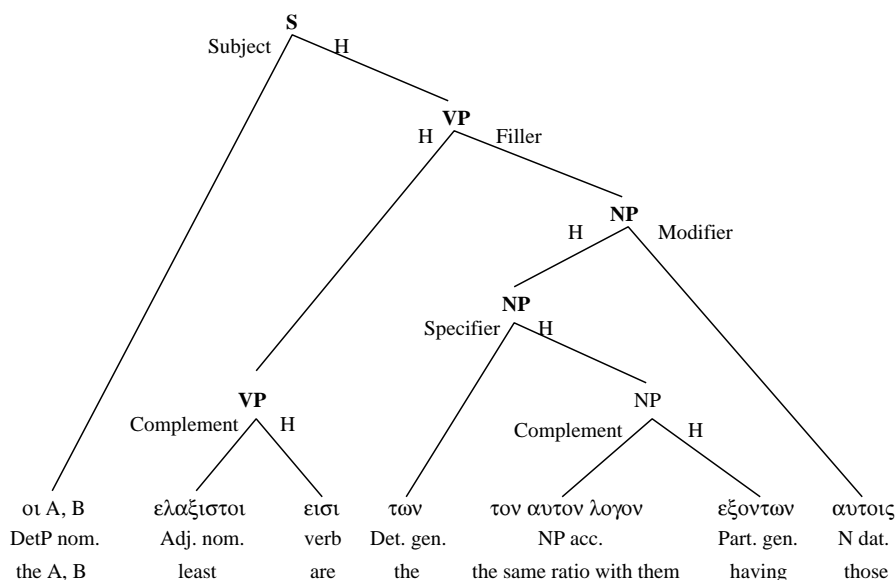 S
Subject H
VP
H Filler
NP
H Modifier
NP
Specifier H
VP NP
Complement H Complement H
οι A, B ελαξιστοι εισι των τον αυτον λογον εξοντων αυτοις
DetP nom. Adj. nom. verb Det. gen. NP acc. Part. gen. N dat.
the A, B least are the the same ratio with them having those